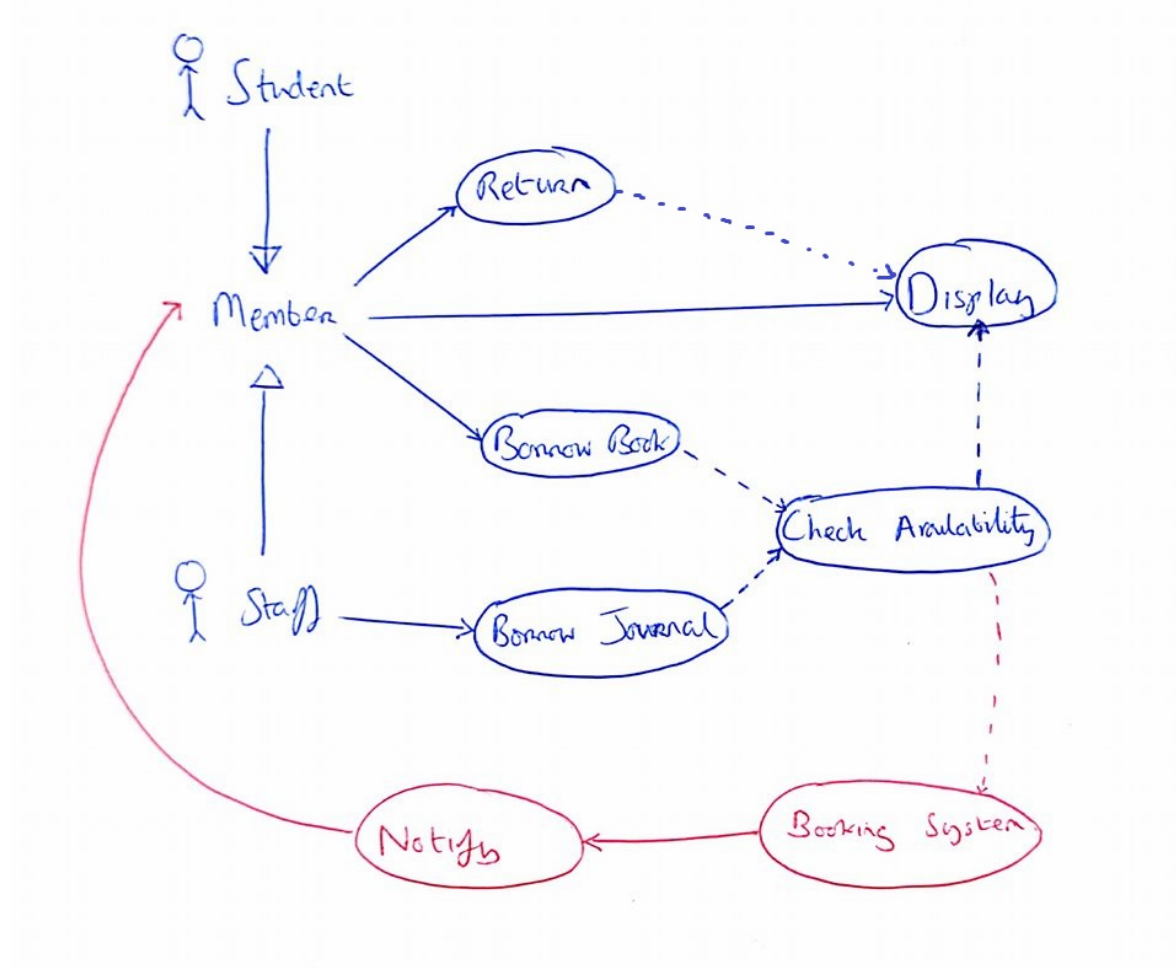 Student
Return
Display
Member
Borrow Book
Check Availability
Staff
Borrow Journal
Booking System
Notify